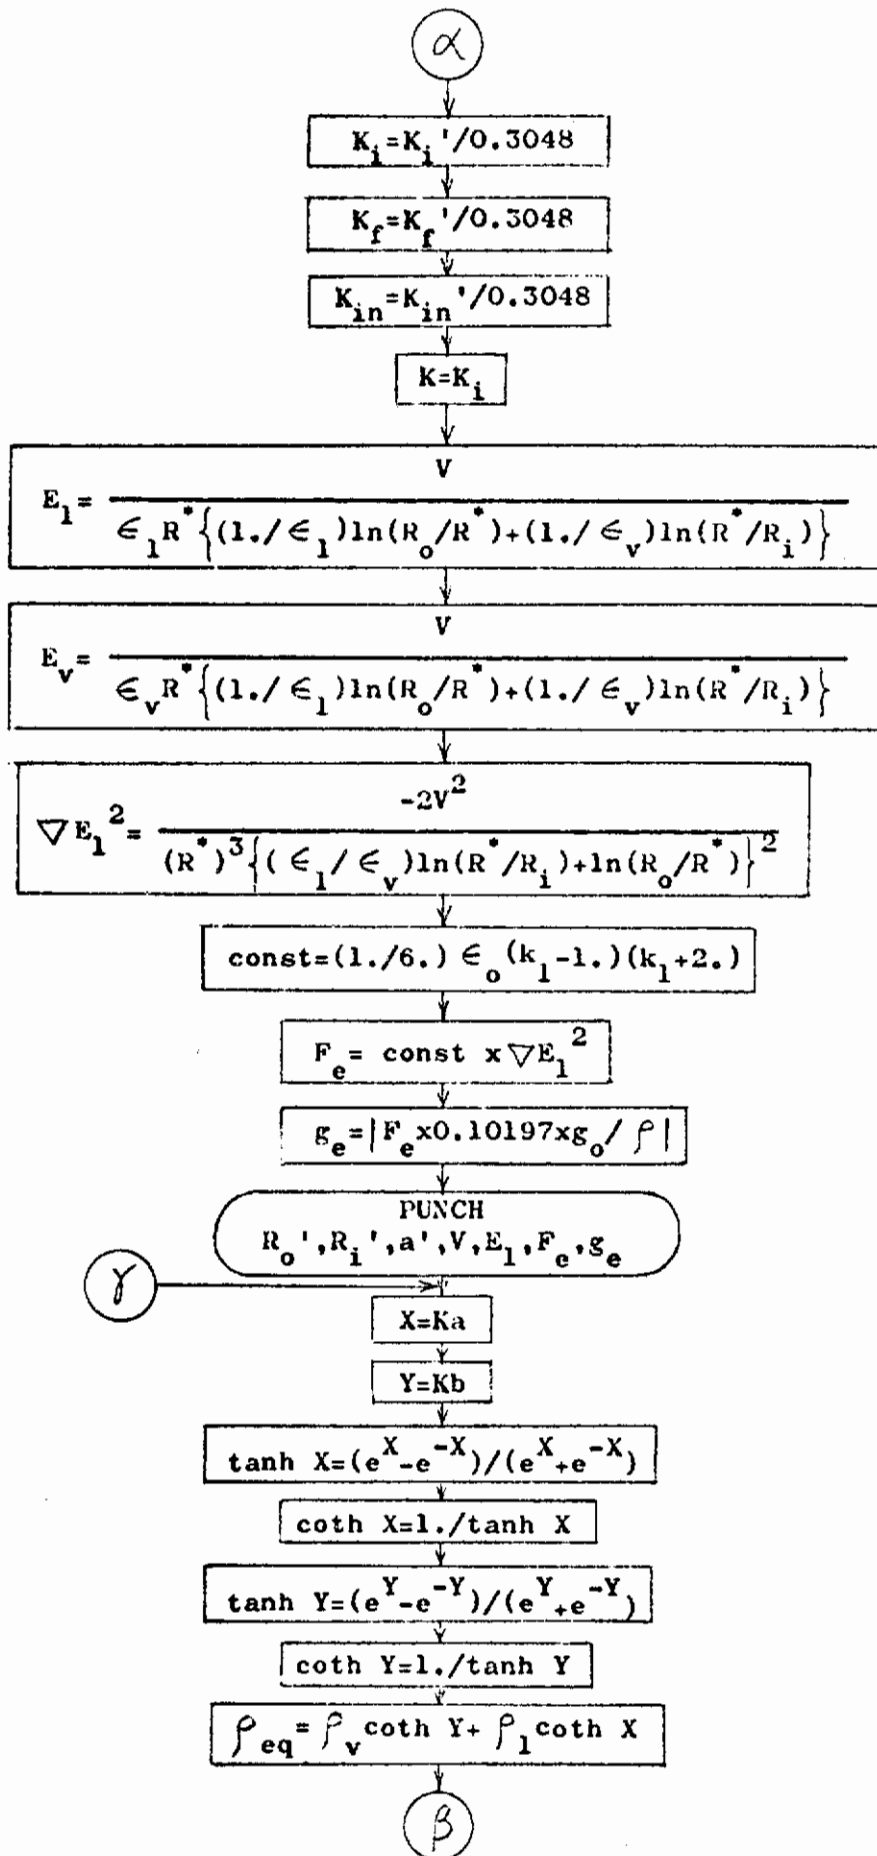 α
K_i=K_i'/0.3048
K_f=K_f'/0.3048
K_in=K_in'/0.3048
K=K_i
V
E_l= ∈_l R^*{(1./∈_l)ln(R_o/R^*)+(1./∈_v)ln(R^*/R_i)}
V
E_v= ∈_v R^*{(1./∈_l)ln(R_o/R^*)+(1./∈_v)ln(R^*/R_i)}
-2V^2
▽E_l^2= (R^*)^3{(∈_l/∈_v)ln(R^*/R_i)+ln(R_o/R^*)}^2
const=(1./6.)∈_o(k_l-1.)(k_l+2.)
F_e= const x ▽E_l^2
g_e=|F_e x0.10197xg_o/ρ|
PUNCH
R_o',R_i',a',V,E_l,F_e,g_e
γ
X=Ka
Y=Kb
tanh X=(e^X-e^-X)/(e^X+e^-X)
coth X=1./tanh X
tanh Y=(e^Y-e^-Y)/(e^Y+e^-Y)
coth Y=1./tanh Y
ρ_eq=ρ_v coth Y+ρ_l coth X
β